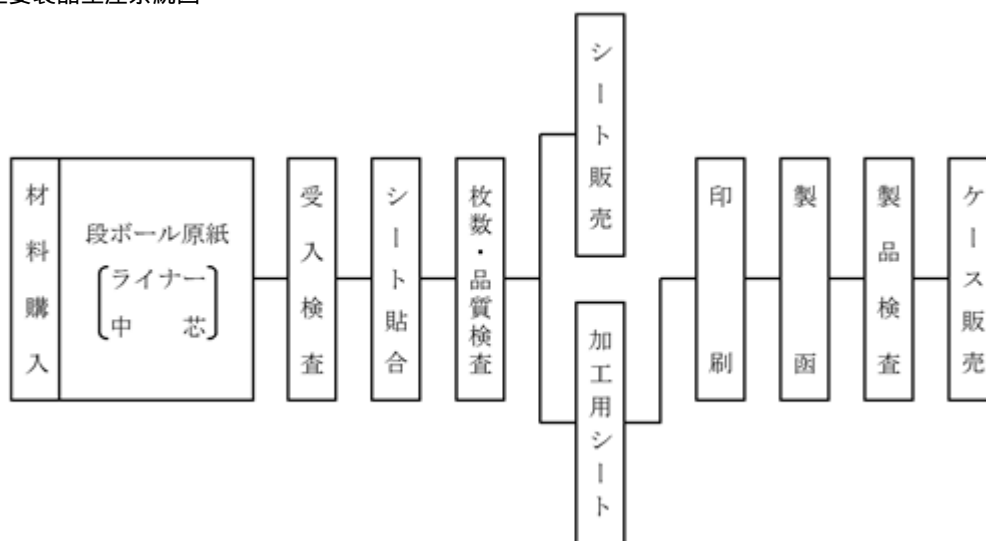 主要製品生産系統図
材料購入
段ボール原紙
ライナー
中　芯
受入検査
シート貼合
枚数・品質検査
シート販売
加工用シート
印刷
製函
製品検査
ケース販売